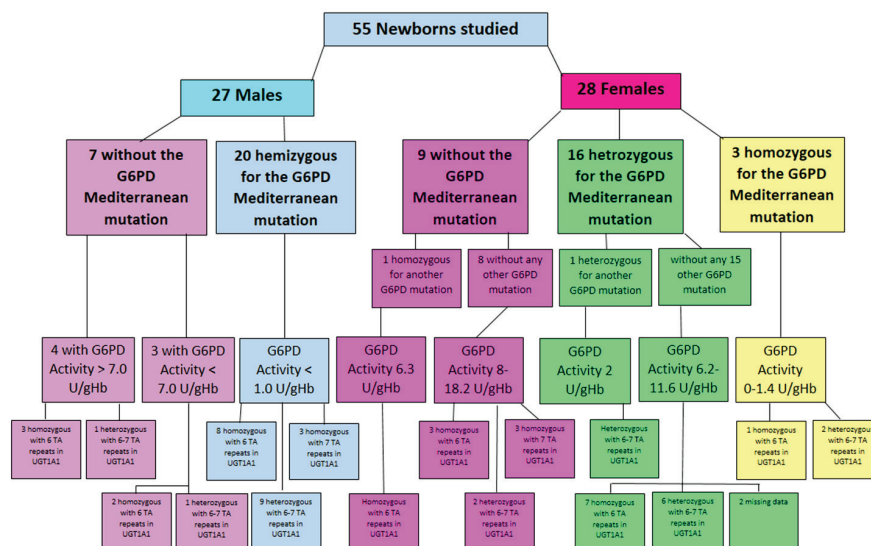 55 Newborns studied
27 Males
28 Females
7 without the
G6PD
Mediterranean
mutation
20 hemizygous
for the G6PD
Mediterranean
mutation
9 without the
G6PD
Mediterranean
mutation
16 hetrozygous
for the G6PD
Mediterranean
mutation
3 homozygous
for the G6PD
Mediterranean
mutation
1 homozygous
for another
G6PD mutation
8 without any
other G6PD
mutation
1 heterozygous
for another
G6PD mutation
without any 15
other G6PD
mutation
4 with G6PD
Activity > 7.0
U/gHb
3 with G6PD
Activity <
7.0 U/gHb
G6PD
Activity <
1.0 U/gHb
G6PD
Activity 6.3
U/gHb
G6PD
Activity 8-
18.2 U/gHb
G6PD
Activity 2
U/gHb
G6PD
Activity 6.2-
11.6 U/gHb
G6PD
Activity
0-1.4 U/gHb
3 homozygous
with 6 TA
repeats in
UGT1A1
1 heterozygous
with 6-7 TA
repeats in
UGT1A1
8 homozygous
with 6 TA
repeats in
UGT1A1
3 homozygous
with 7 TA
repeats in
UGT1A1
3 homozygous
with 6 TA
repeats in
UGT1A1
3 homozygous
with 7 TA
repeats in
UGT1A1
Heterozygous
with 6-7 TA
repeats in
UGT1A1
1 homozygous
with 6 TA
repeats in
UGT1A1
2 heterozygous
with 6-7 TA
repeats in
UGT1A1
2 homozygous
with 6 TA
repeats in
UGT1A1
1 heterozygous
with 6-7 TA
repeats in
UGT1A1
9 heterozygous
with 6-7 TA
repeats in
UGT1A1
Homozygous
with 6 TA
repeats in
UGT1A1
2 heterozygous
with 6-7 TA
repeats in
UGT1A1
7 homozygous
with 6 TA
repeats in
UGT1A1
6 heterozygous
with 6-7 TA
repeats in
UGT1A1
2 missing data